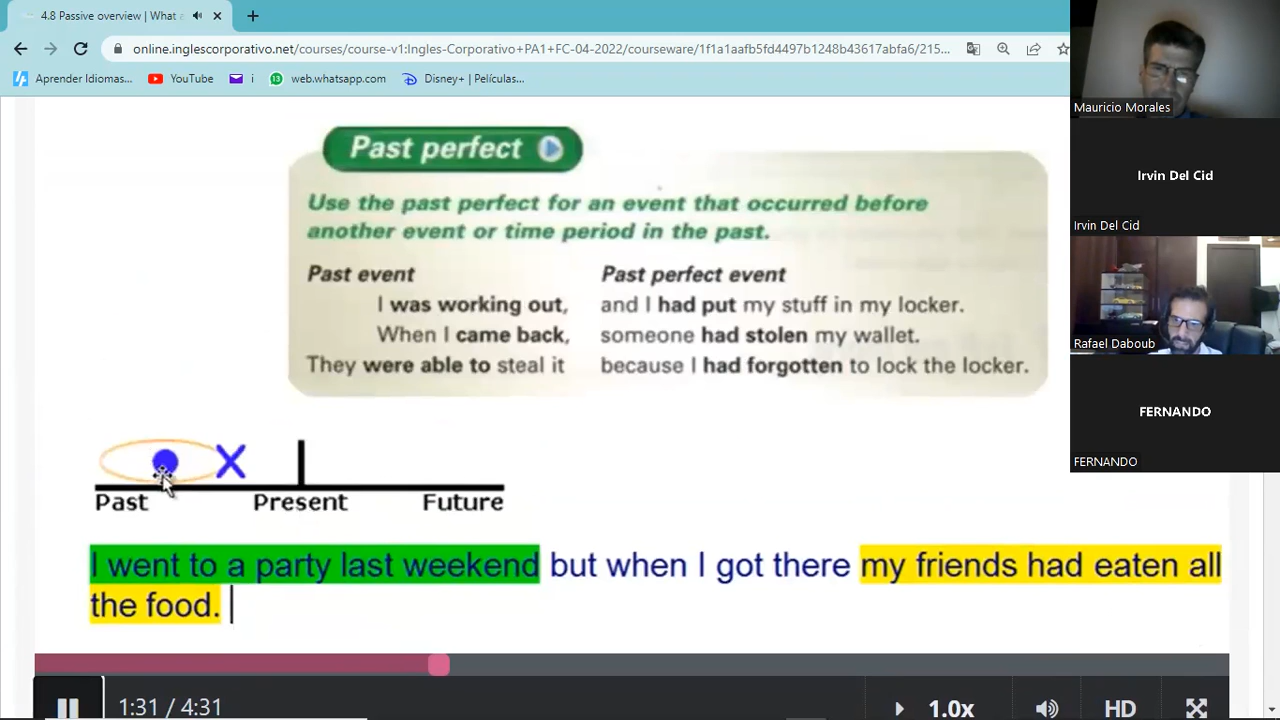 4.8 Passive overview | What a
online.inglescorporativo.net/courses/course-v1:Ingles-Corporativo+PA1+FC-04-2022/courseware/1f1a1aafb5fd4497b1248b43617abfa6/215...
Aprender Idiomas... YouTube i web.whatsapp.com Disney+ | Películas...
Mauricio Morales
Irvin Del Cid
Irvin Del Cid
Rafael Daboub
FERNANDO
FERNANDO
Past perfect
Use the past perfect for an event that occurred before
another event or time period in the past.
Past event Past perfect event
I was working out, and I had put my stuff in my locker.
When I came back, someone had stolen my wallet.
They were able to steal it because I had forgotten to lock the locker.
X
Past Present Future
I went to a party last weekend but when I got there my friends had eaten all
the food.
1:31 / 4:31 1.0x HD